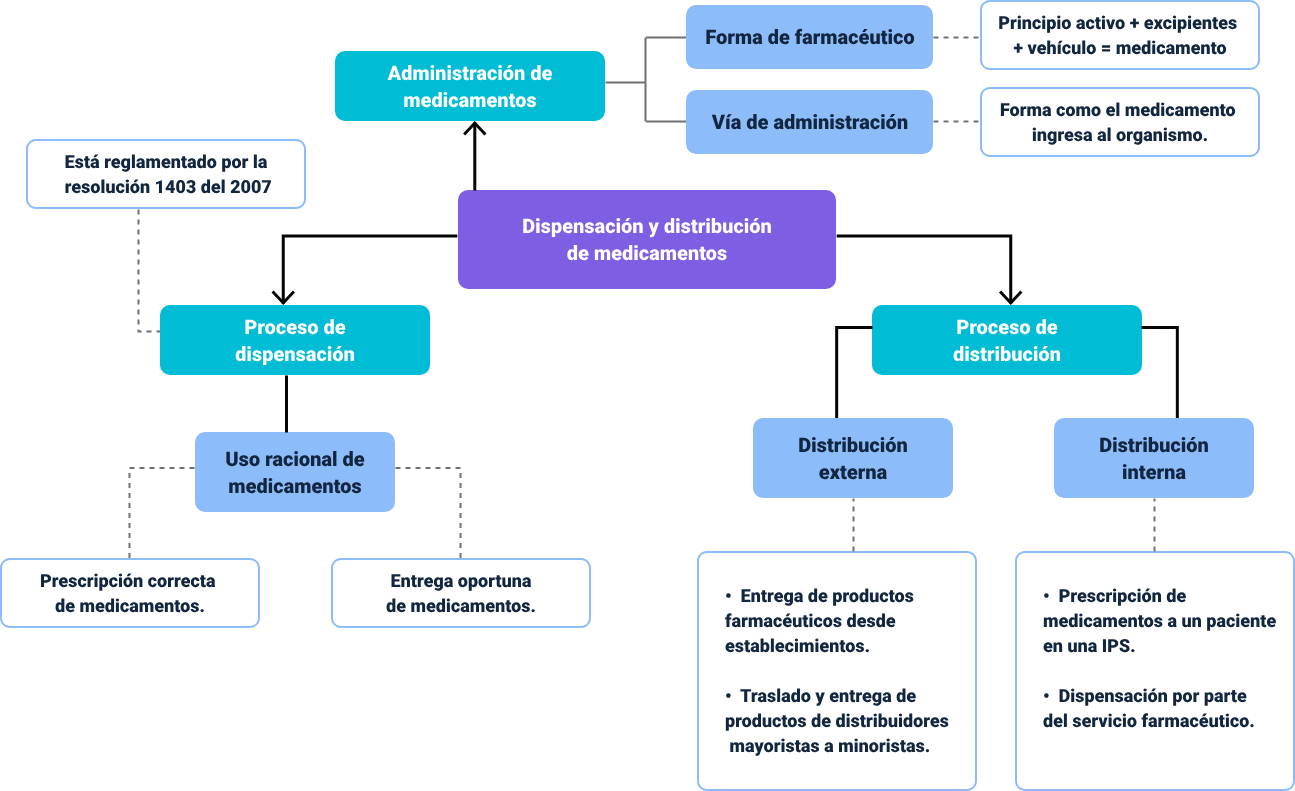 Forma de farmacéutico
Principio activo + excipientes
+ vehículo = medicamento
Administración de
medicamentos
Vía de administración
Forma como el medicamento
ingresa al organismo.
Está reglamentado por la
resolución 1403 del 2007
Dispensación y distribución
de medicamentos
Proceso de
dispensación
Proceso de
distribución
Uso racional de
medicamentos
Distribución
externa
Distribución
interna
Prescripción correcta
de medicamentos.
Entrega oportuna
de medicamentos.
• Entrega de productos
farmacéuticos desde
establecimientos.
• Traslado y entrega de
productos de distribuidores
mayoristas a minoristas.
• Prescripción de
medicamentos a un paciente
en una IPS.
• Dispensación por parte
del servicio farmacéutico.